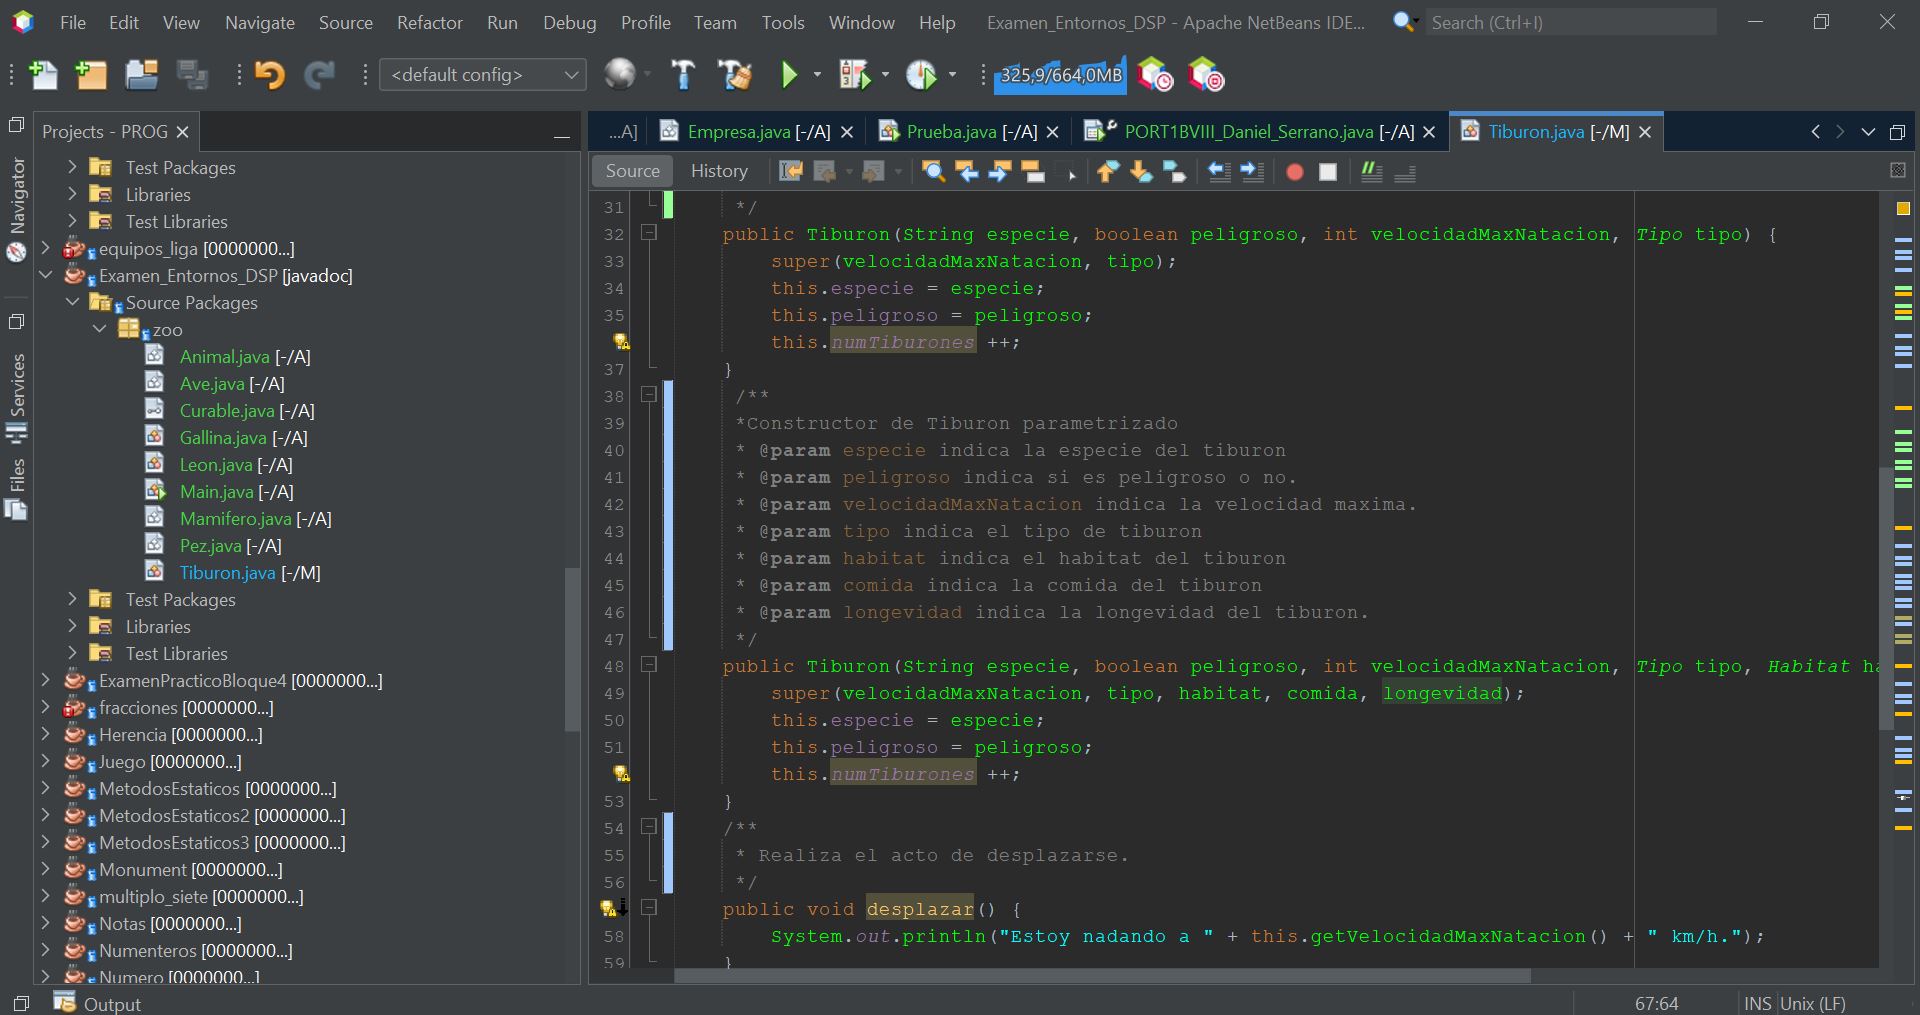 File Edit View Navigate Source Refactor Run Debug Profile Team Tools Window Help Examen_Entornos_DSP - Apache NetBeans IDE... Search (Ctrl+I)
<default config> 325,9/664,0MB
Projects - PROG
Navigator
Services
Files
Test Packages
Libraries
Test Libraries
equipos_liga [0000000...]
Examen_Entornos_DSP [javadoc]
Source Packages
zoo
Animal.java [-/A]
Ave.java [-/A]
Curable.java [-/A]
Gallina.java [-/A]
Leon.java [-/A]
Main.java [-/A]
Mamifero.java [-/A]
Pez.java [-/A]
Tiburon.java [-/M]
Test Packages
Libraries
Test Libraries
ExamenPracticoBloque4 [0000000...]
fracciones [0000000...]
Herencia [0000000...]
Juego [0000000...]
MetodosEstaticos [0000000...]
MetodosEstaticos2 [0000000...]
MetodosEstaticos3 [0000000...]
Monument [0000000...]
multiplo_siete [0000000...]
Notas [0000000...]
Numenteros [0000000...]
Numero [0000000...]
...A] Empresa.java [-/A] Prueba.java [-/A] PORT1BVIII_Daniel_Serrano.java [-/A] Tiburon.java [-/M]
Source History
31 */
32 public Tiburon(String especie, boolean peligroso, int velocidadMaxNatacion, Tipo tipo) {
33 super(velocidadMaxNatacion, tipo);
34 this.especie = especie;
35 this.peligroso = peligroso;
this.numTiburones ++;
37 }
38 /**
39 *Constructor de Tiburon parametrizado
40 * @param especie indica la especie del tiburon
41 * @param peligroso indica si es peligroso o no.
42 * @param velocidadMaxNatacion indica la velocidad maxima.
43 * @param tipo indica el tipo de tiburon
44 * @param habitat indica el habitat del tiburon
45 * @param comida indica la comida del tiburon
46 * @param longevidad indica la longevidad del tiburon.
47 */
48 public Tiburon(String especie, boolean peligroso, int velocidadMaxNatacion, Tipo tipo, Habitat ha
49 super(velocidadMaxNatacion, tipo, habitat, comida, longevidad);
50 this.especie = especie;
51 this.peligroso = peligroso;
this.numTiburones ++;
53 }
54 /**
55 * Realiza el acto de desplazarse.
56 */
public void desplazar() {
58 System.out.println("Estoy nadando a " + this.getVelocidadMaxNatacion() + " km/h.");
59 }
Output
67:64 INS Unix (LF)